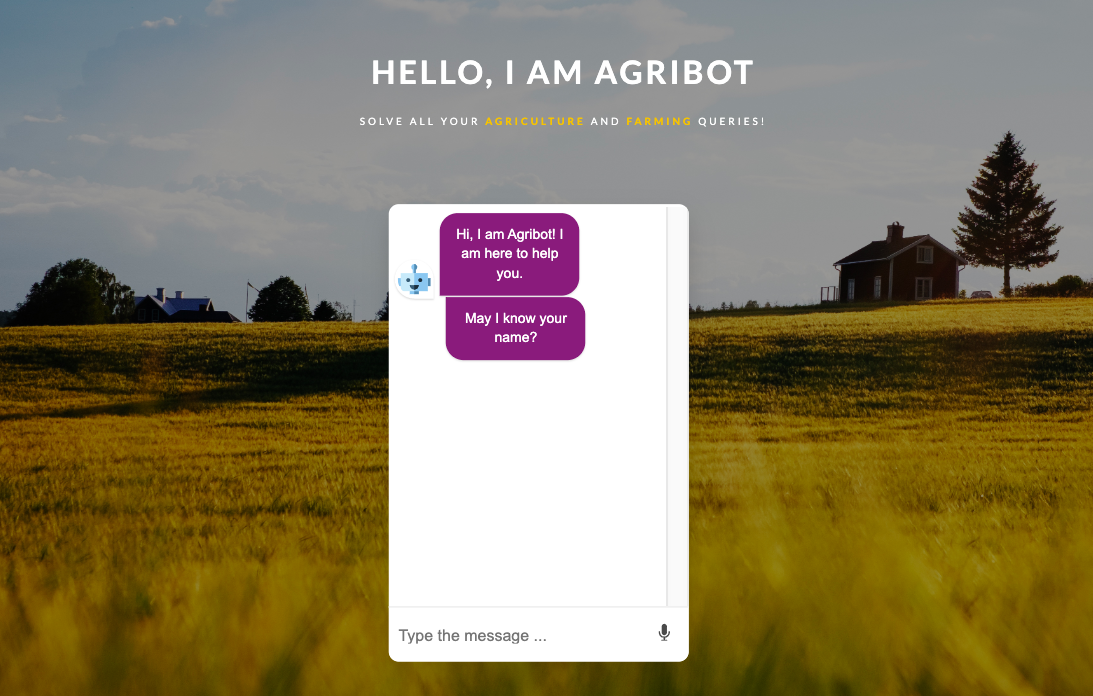 HELLO, I AM AGRIBOT
SOLVE ALL YOUR AGRICULTURE AND FARMING QUERIES!
Hi, I am Agribot! I
am here to help
you.
May I know your
name?
Type the message ...